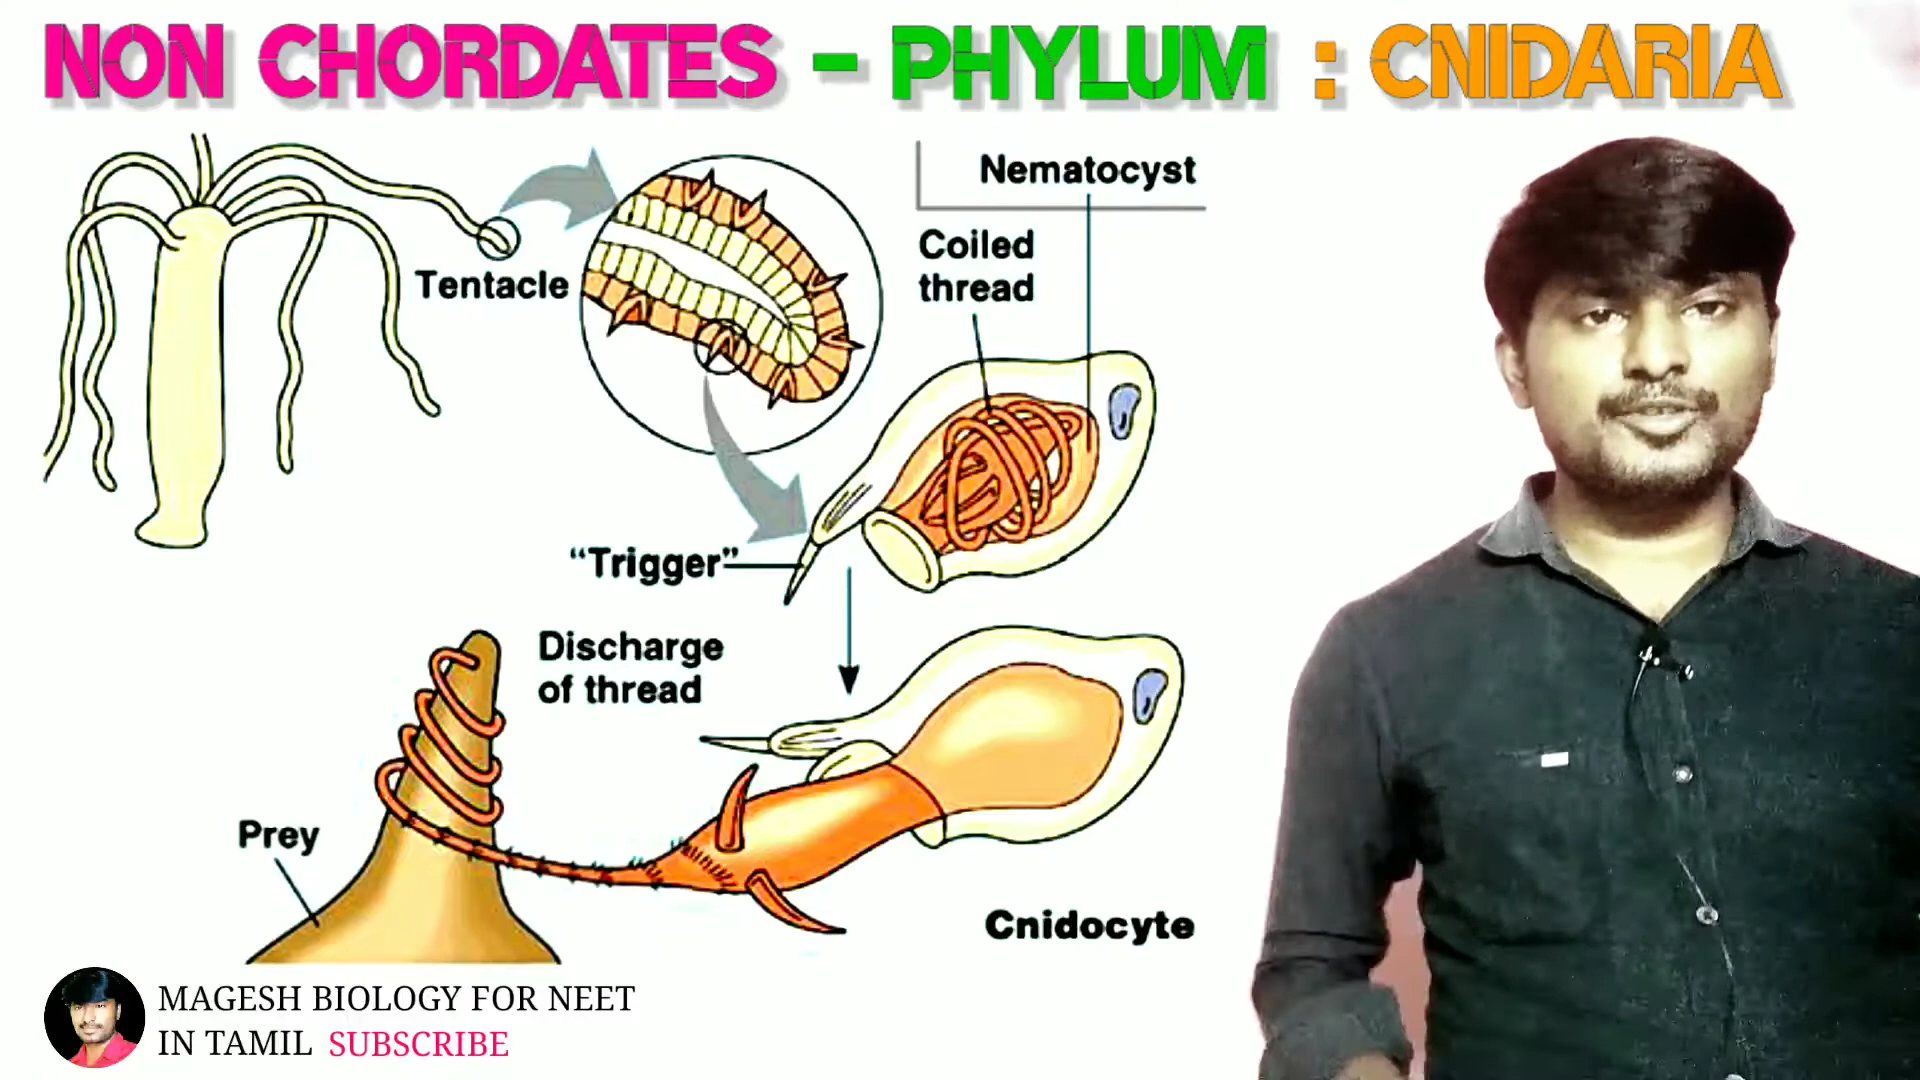 NON CHORDATES - PHYLUM : CNIDARIA
Nematocyst
Coiled
thread
Tentacle
“Trigger”
Discharge
of thread
Prey
Cnidocyte
MAGESH BIOLOGY FOR NEET
IN TAMIL SUBSCRIBE